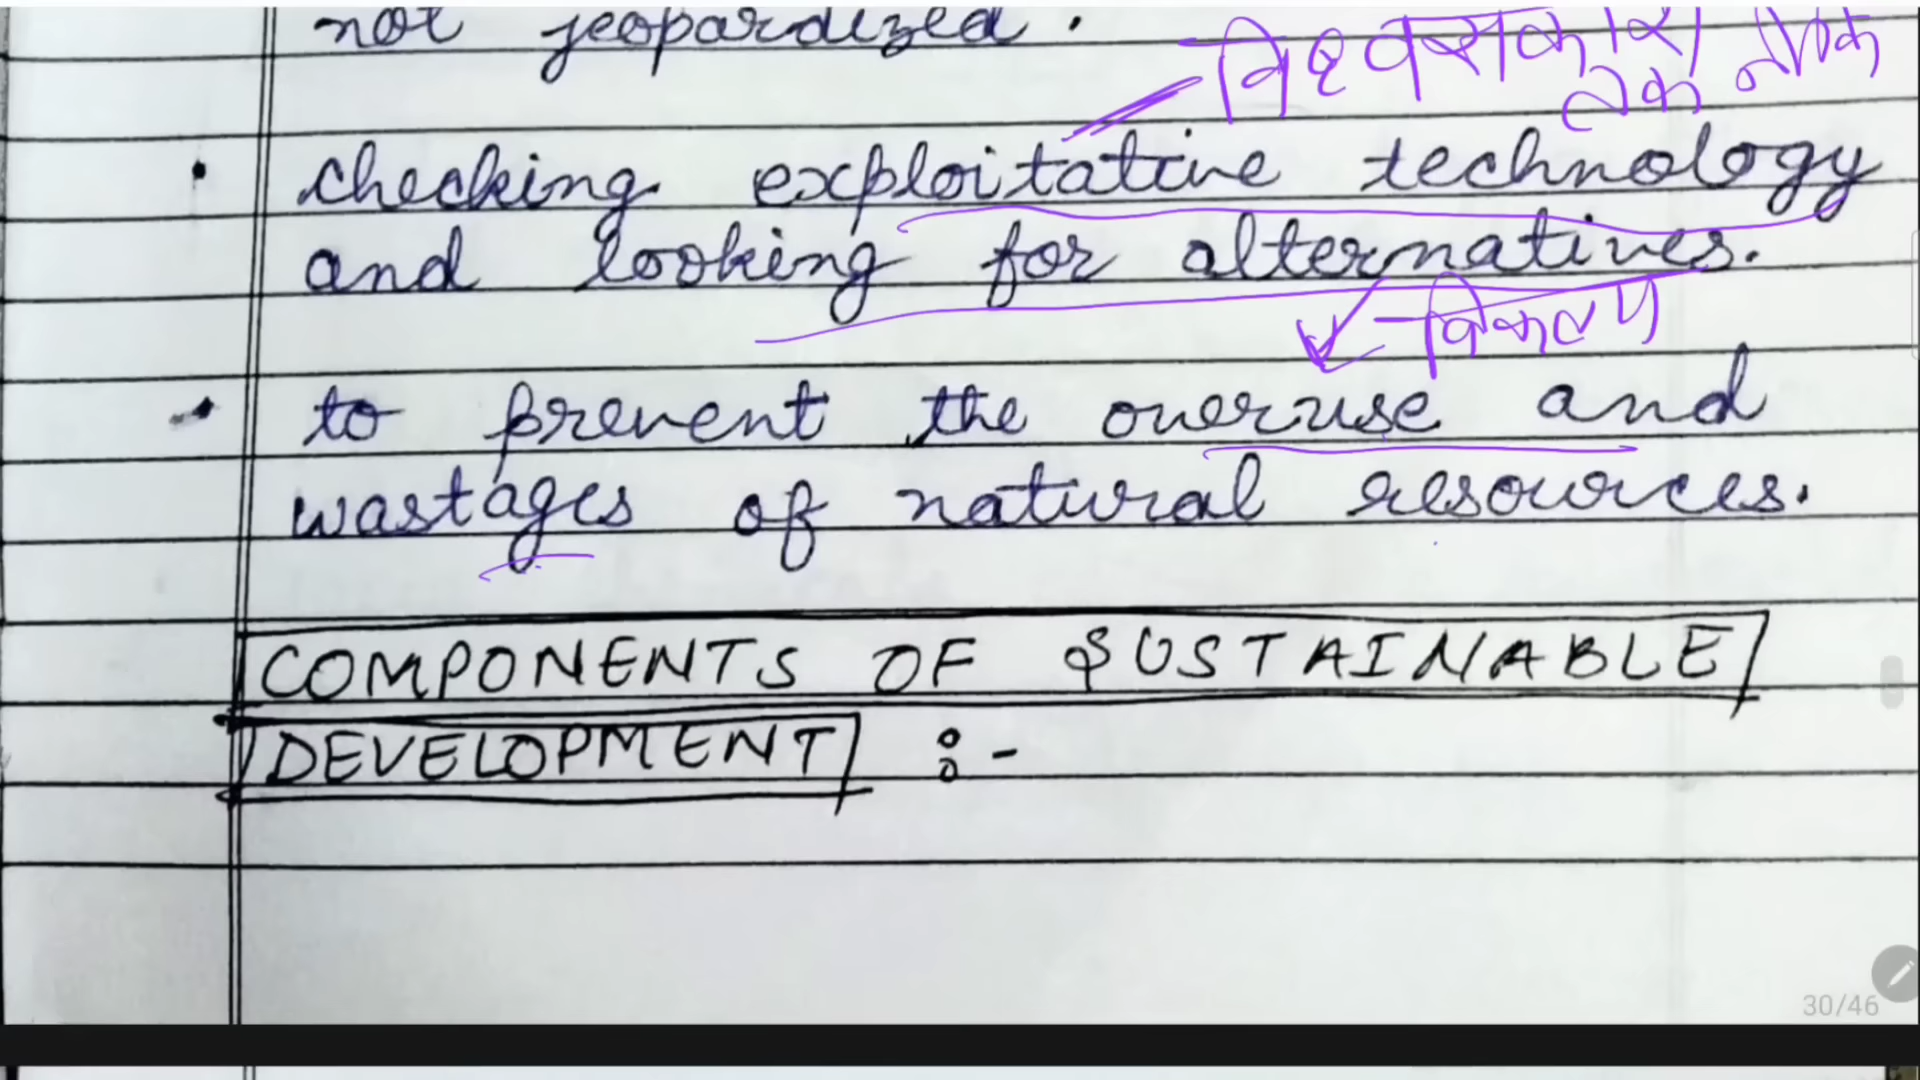 not jeopardized.
• checking exploitative technology
and looking for alternatives.
विकल्प
• to prevent the overuse and
wastages of natural resources.
COMPONENTS OF SUSTAINABLE
DEVELOPMENT :-
30/46